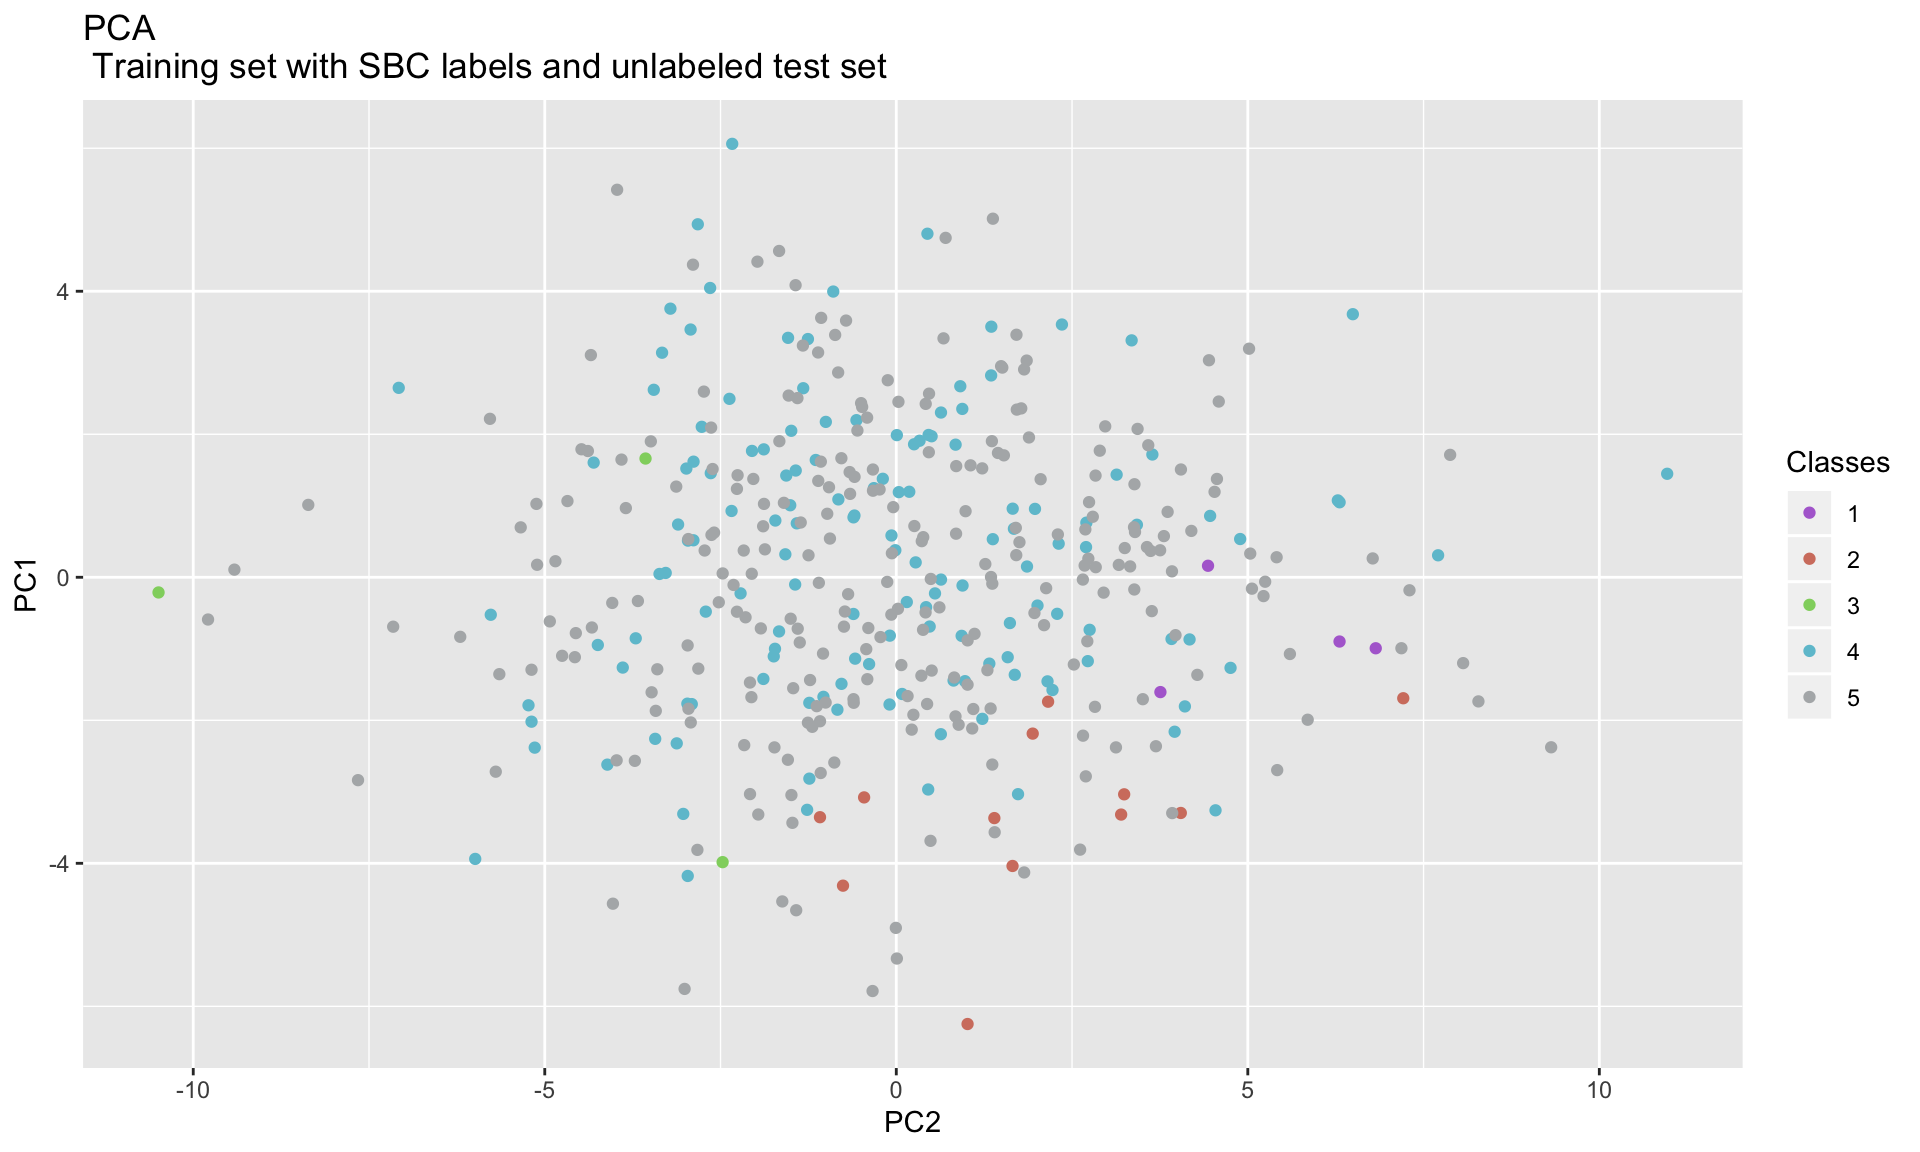 PCA
Training set with SBC labels and unlabeled test set
4
0
-4
PC1
-10
-5
0
5
10
PC2
Classes
1
2
3
4
5